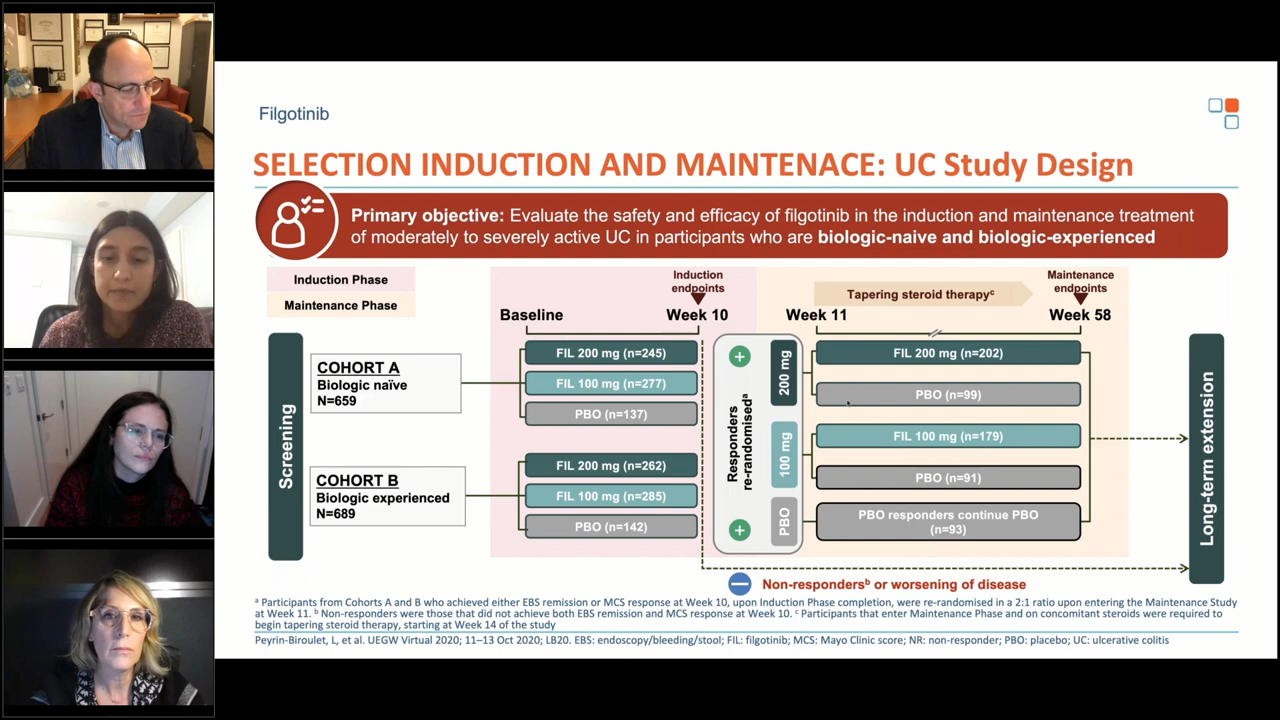 Filgotinib
SELECTION INDUCTION AND MAINTENACE: UC Study Design
Primary objective: Evaluate the safety and efficacy of filgotinib in the induction and maintenance treatment
of moderately to severely active UC in participants who are biologic-naive and biologic-experienced
Induction Phase
Maintenance Phase
Induction
endpoints
Maintenance
endpoints
Tapering steroid therapyᶜ
Baseline
Week 10
Week 11
Week 58
Screening
COHORT A
Biologic naïve
N=659
FIL 200 mg (n=245)
FIL 100 mg (n=277)
PBO (n=137)
COHORT B
Biologic experienced
N=689
FIL 200 mg (n=262)
FIL 100 mg (n=285)
PBO (n=142)
Responders
re-randomisedᵃ
200 mg
100 mg
PBO
FIL 200 mg (n=202)
PBO (n=99)
FIL 100 mg (n=179)
PBO (n=91)
PBO responders continue PBO
(n=93)
Long-term extension
Non-respondersᵇ or worsening of disease
ᵃ Participants from Cohorts A and B who achieved either EBS remission or MCS response at Week 10, upon Induction Phase completion, were re-randomised in a 2:1 ratio upon entering the Maintenance Study
at Week 11. ᵇ Non-responders were those that did not achieve both EBS remission and MCS response at Week 10. ᶜ Participants that enter Maintenance Phase and on concomitant steroids were required to
begin tapering steroid therapy, starting at Week 14 of the study
Peyrin-Biroulet, L, et al. UEGW Virtual 2020; 11–13 Oct 2020; LB20. EBS: endoscopy/bleeding/stool; FIL: filgotinib; MCS: Mayo Clinic score; NR: non-responder; PBO: placebo; UC: ulcerative colitis